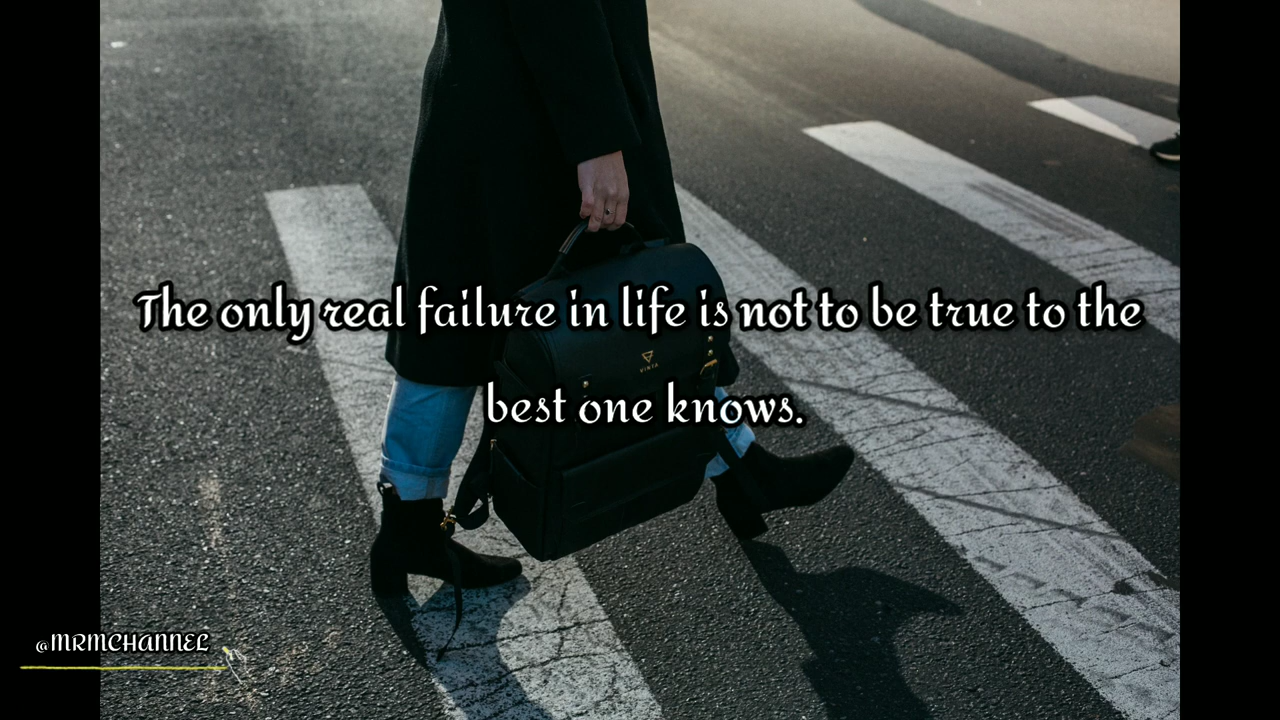 The only real failure in life is not to be true to the
best one knows.
@MRMCHANNEL